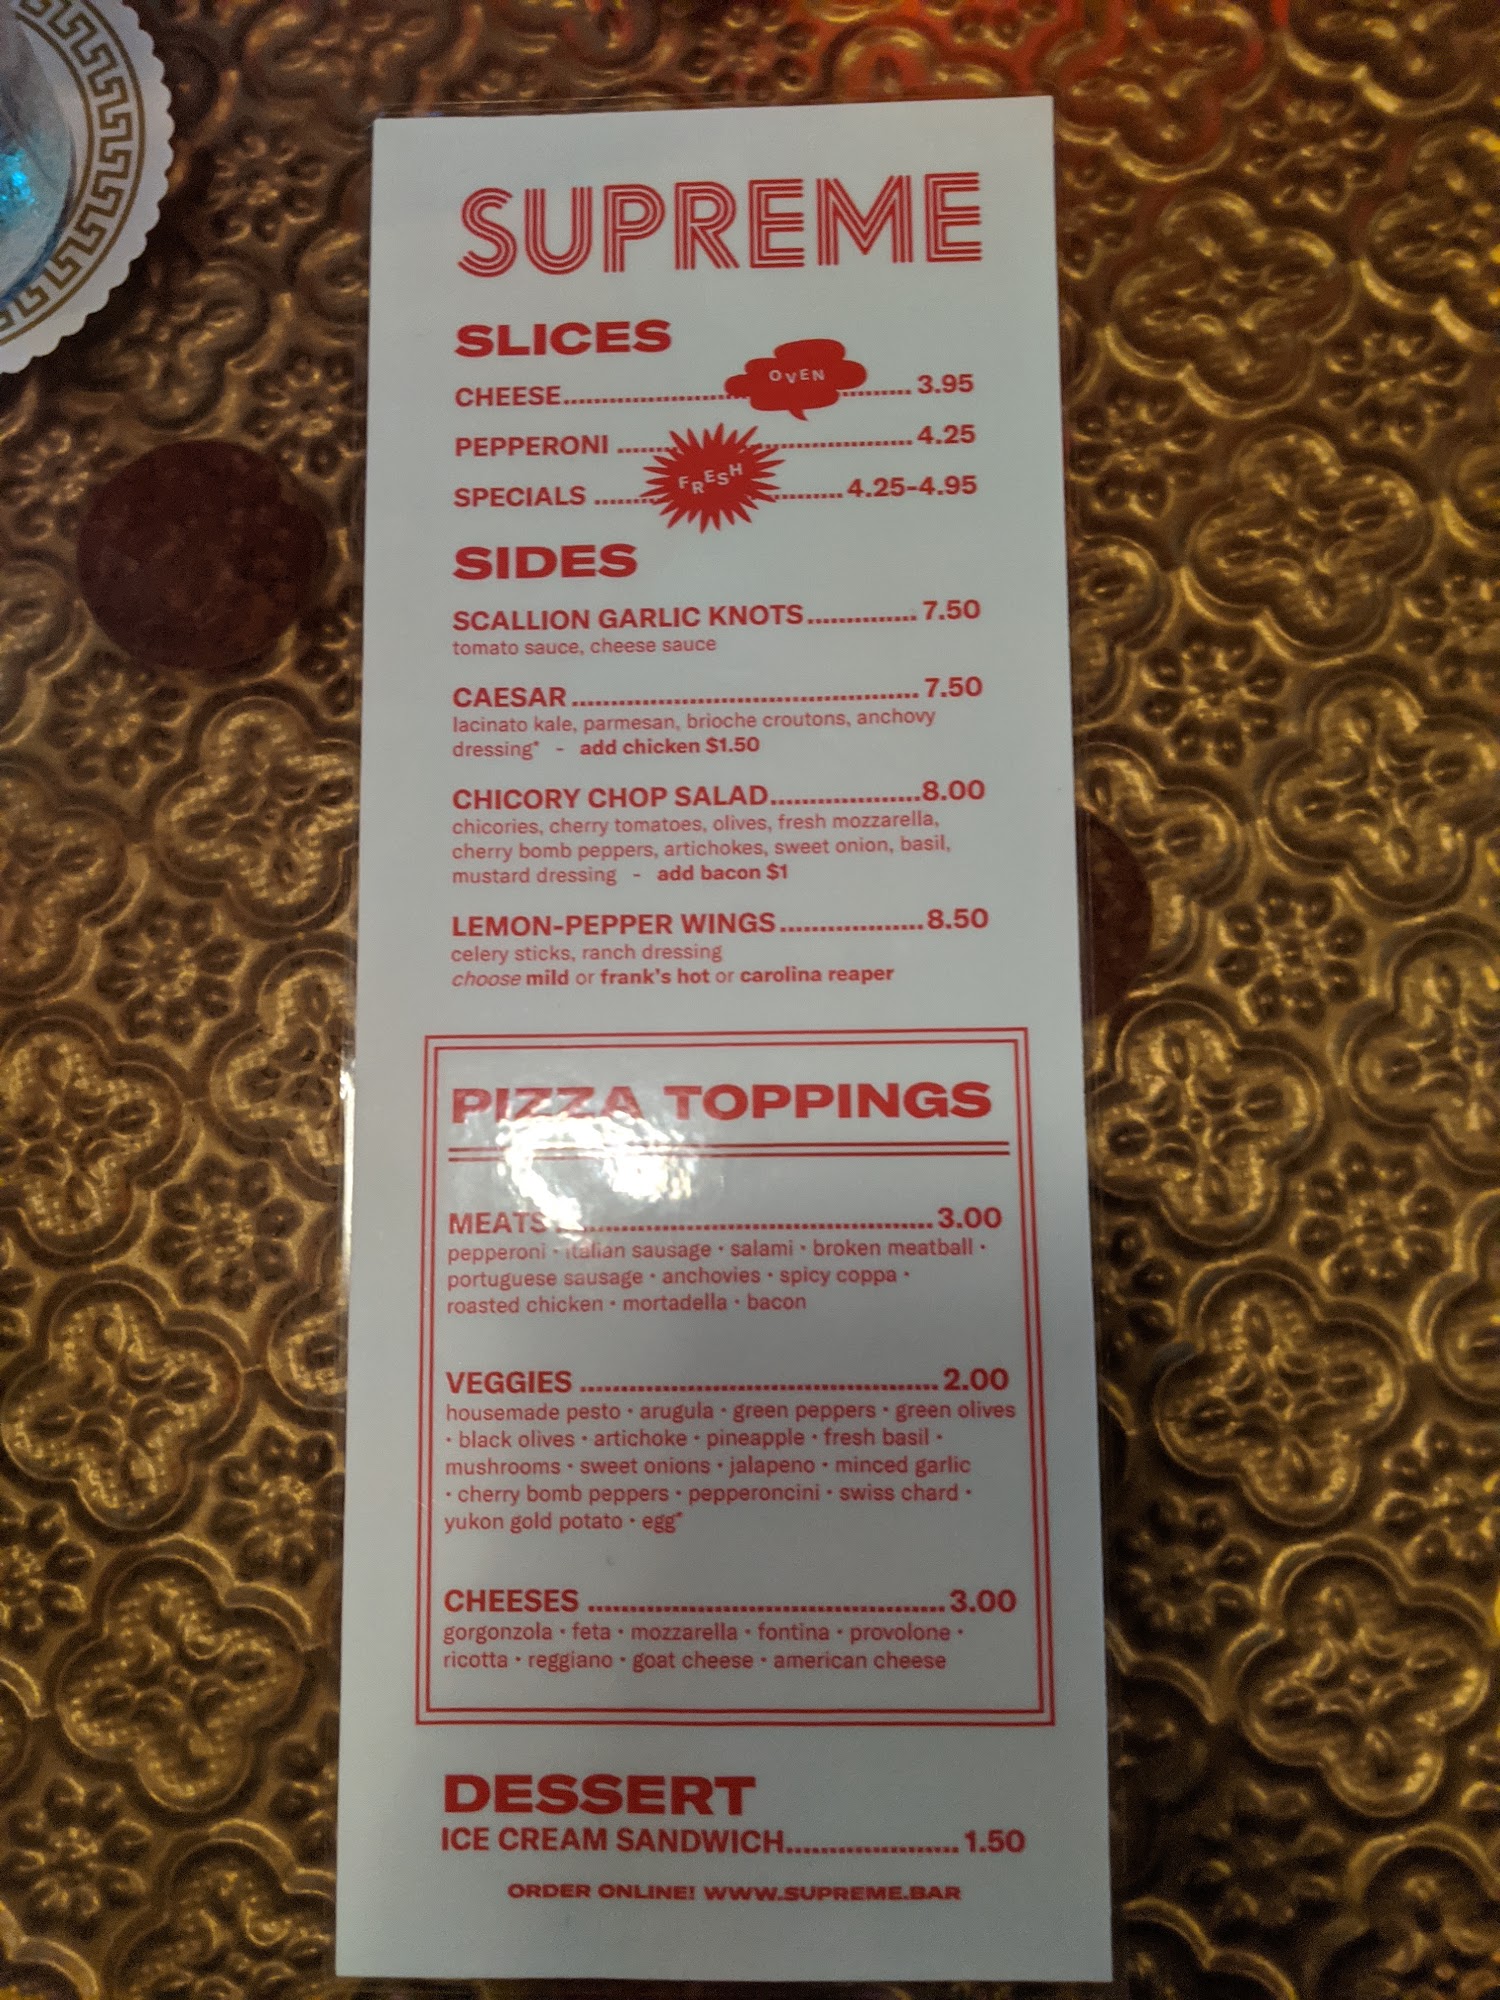 SUPREME
SLICES
CHEESE........................ OVEN ......... 3.95
PEPPERONI ........................ 4.25
SPECIALS ....... FRESH ......... 4.25-4.95
SIDES
SCALLION GARLIC KNOTS.............. 7.50
tomato sauce, cheese sauce
CAESAR .......................................... 7.50
lacinato kale, parmesan, brioche croutons, anchovy
dressing* - add chicken $1.50
CHICORY CHOP SALAD...................8.00
chicories, cherry tomatoes, olives, fresh mozzarella,
cherry bomb peppers, artichokes, sweet onion, basil,
mustard dressing - add bacon $1
LEMON-PEPPER WINGS..................8.50
celery sticks, ranch dressing
choose mild or frank's hot or carolina reaper
PIZZA TOPPINGS
MEATS ............................................ 3.00
pepperoni • italian sausage • salami • broken meatball •
portuguese sausage • anchovies • spicy coppa •
roasted chicken • mortadella • bacon
VEGGIES ............................................ 2.00
housemade pesto • arugula • green peppers • green olives
• black olives • artichoke • pineapple • fresh basil •
mushrooms • sweet onions • jalapeno • minced garlic
• cherry bomb peppers • pepperoncini • swiss chard •
yukon gold potato • egg*
CHEESES ............................................ 3.00
gorgonzola • feta • mozzarella • fontina • provolone •
ricotta • reggiano • goat cheese • american cheese
DESSERT
ICE CREAM SANDWICH..................... 1.50
ORDER ONLINE! WWW.SUPREME.BAR